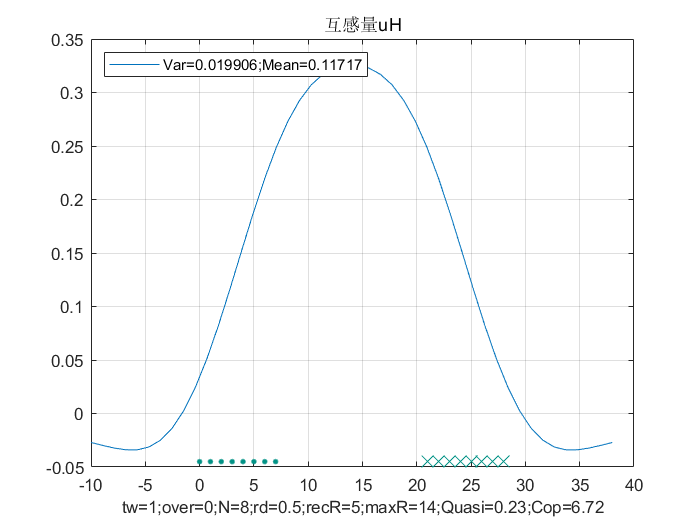 互感量uH
0.35
0.3
0.25
0.2
0.15
0.1
0.05
0
-0.05
Var=0.019906;Mean=0.11717
-10 -5 0 5 10 15 20 25 30 35 40
tw=1;over=0;N=8;rd=0.5;recR=5;maxR=14;Quasi=0.23;Cop=6.72